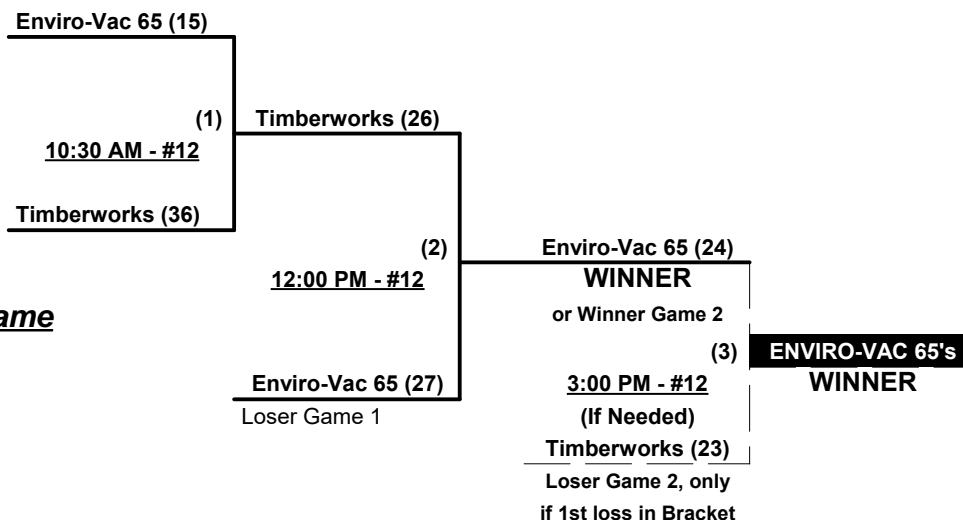 Enviro-Vac 65 (15)
(1)
10:30 AM - #12
Timberworks (36)
Timberworks (26)
(2)
12:00 PM - #12
ame
Enviro-Vac 65 (27)
Loser Game 1
Enviro-Vac 65 (24)
WINNER
or Winner Game 2
(3)
3:00 PM - #12
(If Needed)
Timberworks (23)
Loser Game 2, only
if 1st loss in Bracket
ENVIRO-VAC 65's
WINNER